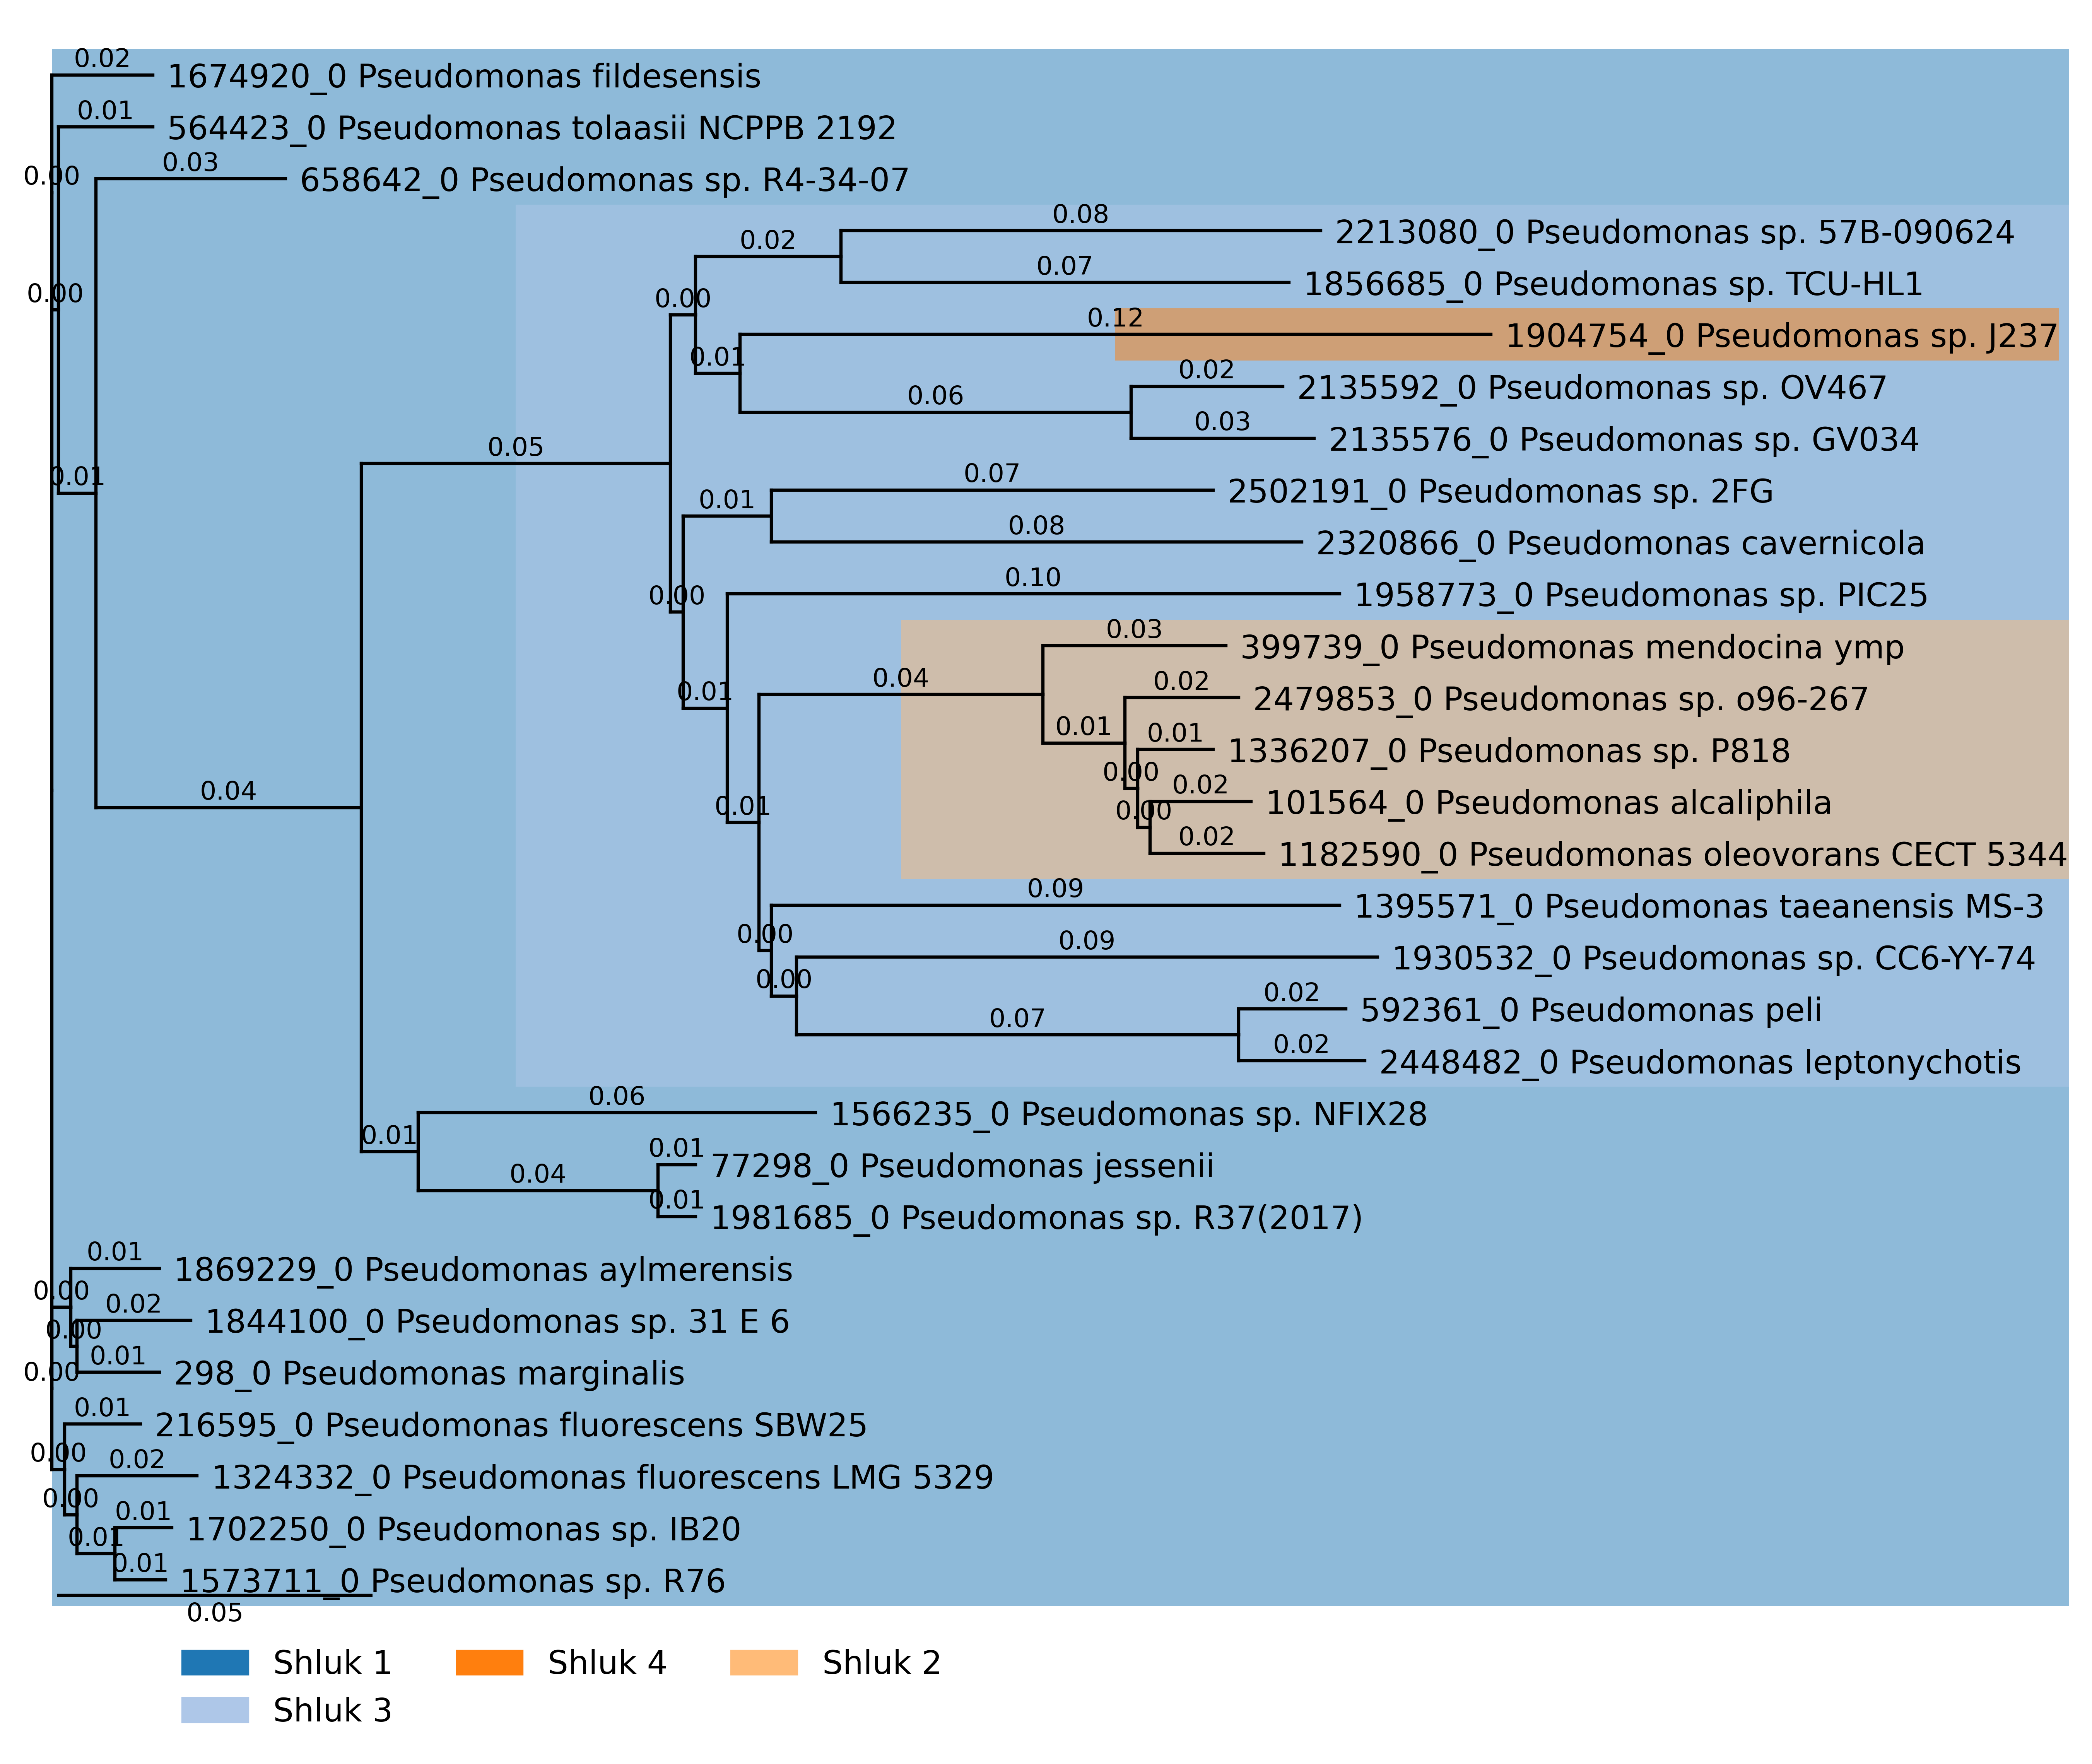 0.02
1674920_0 Pseudomonas fildesensis
0.01
564423_0 Pseudomonas tolaasii NCPPB 2192
0.03
0.00
658642_0 Pseudomonas sp. R4-34-07
0.08
2213080_0 Pseudomonas sp. 57B-090624
0.02
0.07
1856685_0 Pseudomonas sp. TCU-HL1
0.00
0.00
0.12
1904754_0 Pseudomonas sp. J237
0.01
0.02
2135592_0 Pseudomonas sp. OV467
0.06
0.03
2135576_0 Pseudomonas sp. GV034
0.05
0.01
0.07
2502191_0 Pseudomonas sp. 2FG
0.01
0.08
2320866_0 Pseudomonas cavernicola
0.10
0.00
1958773_0 Pseudomonas sp. PIC25
0.03
399739_0 Pseudomonas mendocina ymp
0.04
0.02
0.01
2479853_0 Pseudomonas sp. o96-267
0.01
0.01
1336207_0 Pseudomonas sp. P818
0.00
0.04
0.02
0.01
0.00
101564_0 Pseudomonas alcaliphila
0.02
1182590_0 Pseudomonas oleovorans CECT 5344
0.09
1395571_0 Pseudomonas taeanensis MS-3
0.00
0.09
1930532_0 Pseudomonas sp. CC6-YY-74
0.00
0.02
592361_0 Pseudomonas peli
0.07
0.02
2448482_0 Pseudomonas leptonychotis
0.06
1566235_0 Pseudomonas sp. NFIX28
0.01
0.01
77298_0 Pseudomonas jessenii
0.04
0.01
1981685_0 Pseudomonas sp. R37(2017)
0.01
1869229_0 Pseudomonas aylmerensis
0.00
0.02
1844100_0 Pseudomonas sp. 31 E 6
0.00
0.01
0.00
298_0 Pseudomonas marginalis
0.01
216595_0 Pseudomonas fluorescens SBW25
0.00
0.02
1324332_0 Pseudomonas fluorescens LMG 5329
0.00
0.01
1702250_0 Pseudomonas sp. IB20
0.01
0.01
1573711_0 Pseudomonas sp. R76
0.05
Shluk 1
Shluk 4
Shluk 2
Shluk 3